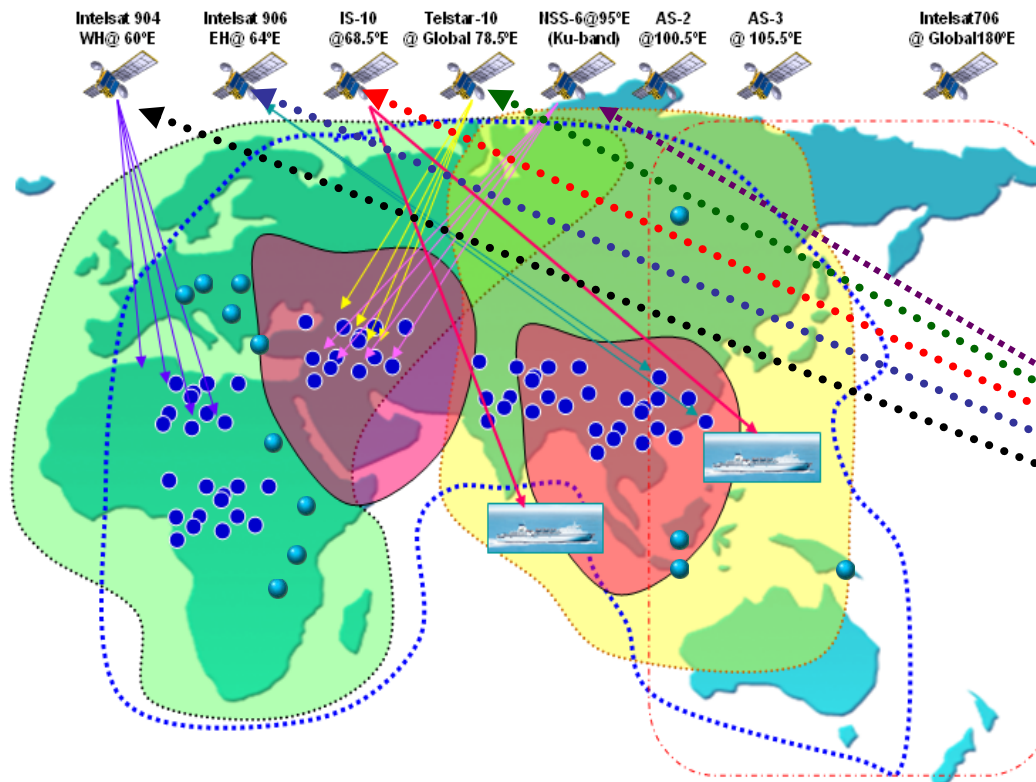 Intelsat 904
WH@ 60ºE
Intelsat 906
EH@ 64ºE
IS-10
@68.5ºE
Telstar-10
@ Global 78.5ºE
NSS-6@95ºE
(Ku-band)
AS-2
@100.5ºE
AS-3
@ 105.5ºE
Intelsat706
@ Global180ºE